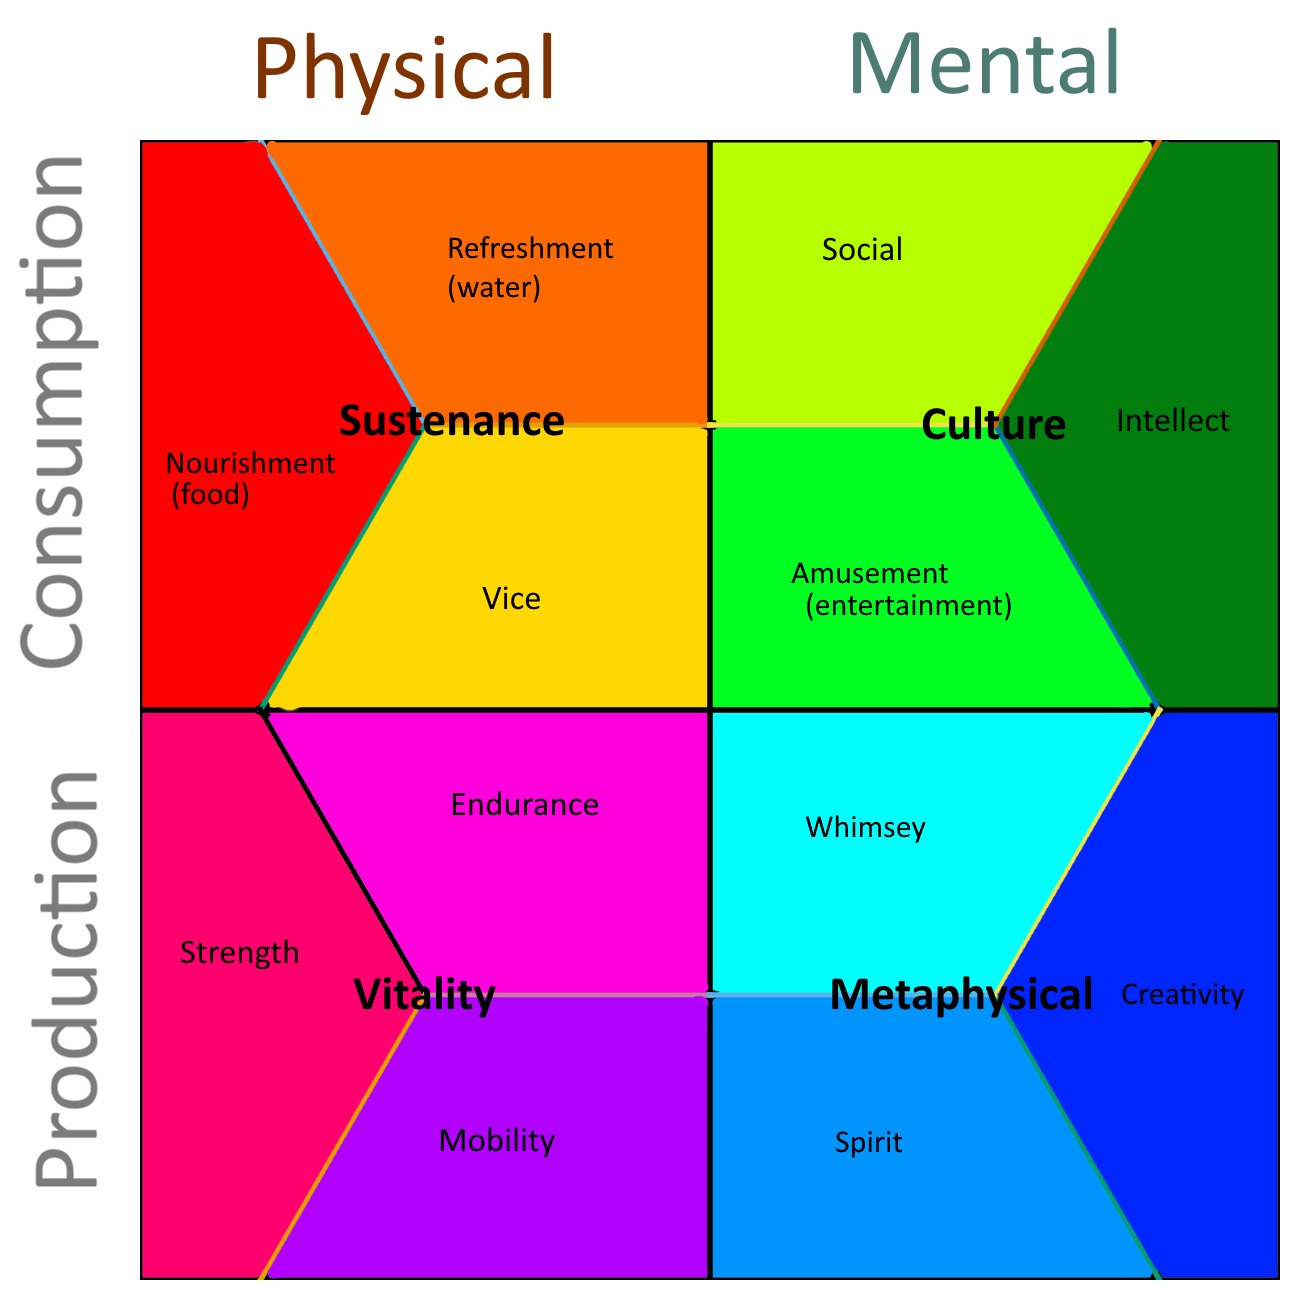 Physical
Mental
Consumption
Production
Refreshment
(water)
Social
Sustenance
Culture
Intellect
Nourishment
(food)
Vice
Amusement
(entertainment)
Endurance
Whimsey
Strength
Vitality
Metaphysical
Creativity
Mobility
Spirit